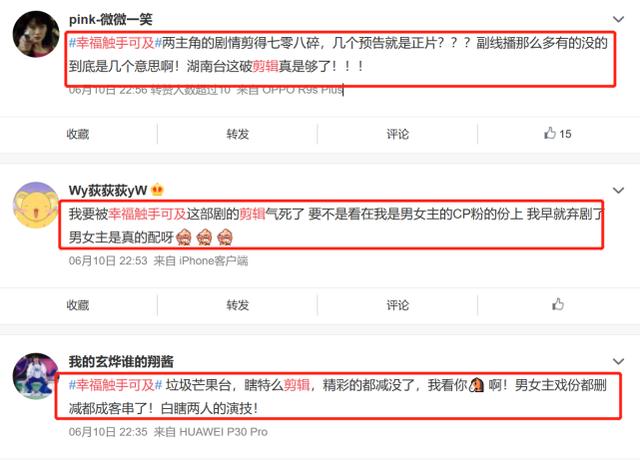 pink-微微一笑
#幸福触手可及#两主角的剧情剪得七零八碎，几个预告就是正片？？？副线播那么多有的没的
到底是几个意思啊！湖南台这破剪辑真是够了！！！
06月10日 22:56 转赞人数超过10 来自 OPPO R9s Plus
收藏 转发 评论 15
Wy荻荻荻yW
我要被幸福触手可及这部剧的剪辑气死了 要不是看在我是男女主的CP粉的份上 我早就弃剧了
男女主是真的配呀
06月10日 22:53 来自 iPhone客户端
收藏 转发 评论
我的玄烨谁的翔酱
#幸福触手可及# 垃圾芒果台，瞎特么剪辑，精彩的都减没了，我看你啊！男女主戏份都删
减都成客串了！白瞎两人的演技！
06月10日 22:35 来自 HUAWEI P30 Pro